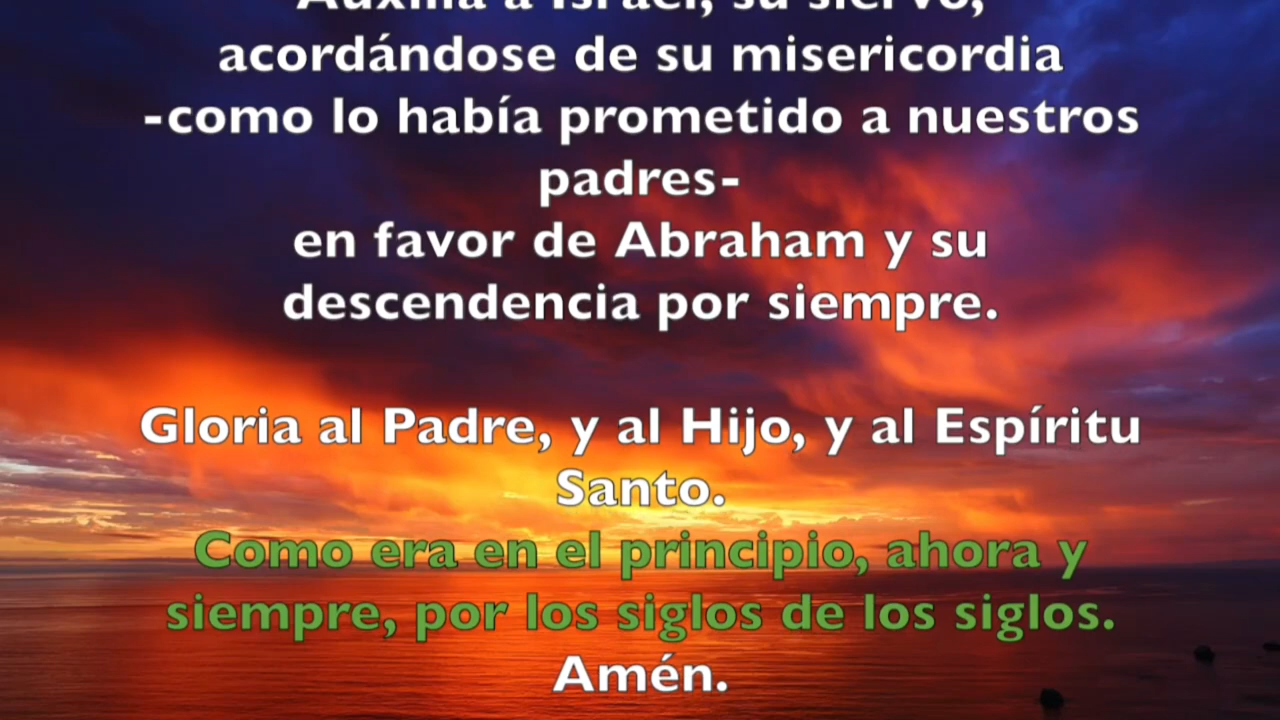 Auxilia a Israel, su siervo,
acordándose de su misericordia
-como lo había prometido a nuestros
padres-
en favor de Abraham y su
descendencia por siempre.
Gloria al Padre, y al Hijo, y al Espíritu
Santo.
Como era en el principio, ahora y
siempre, por los siglos de los siglos.
Amén.